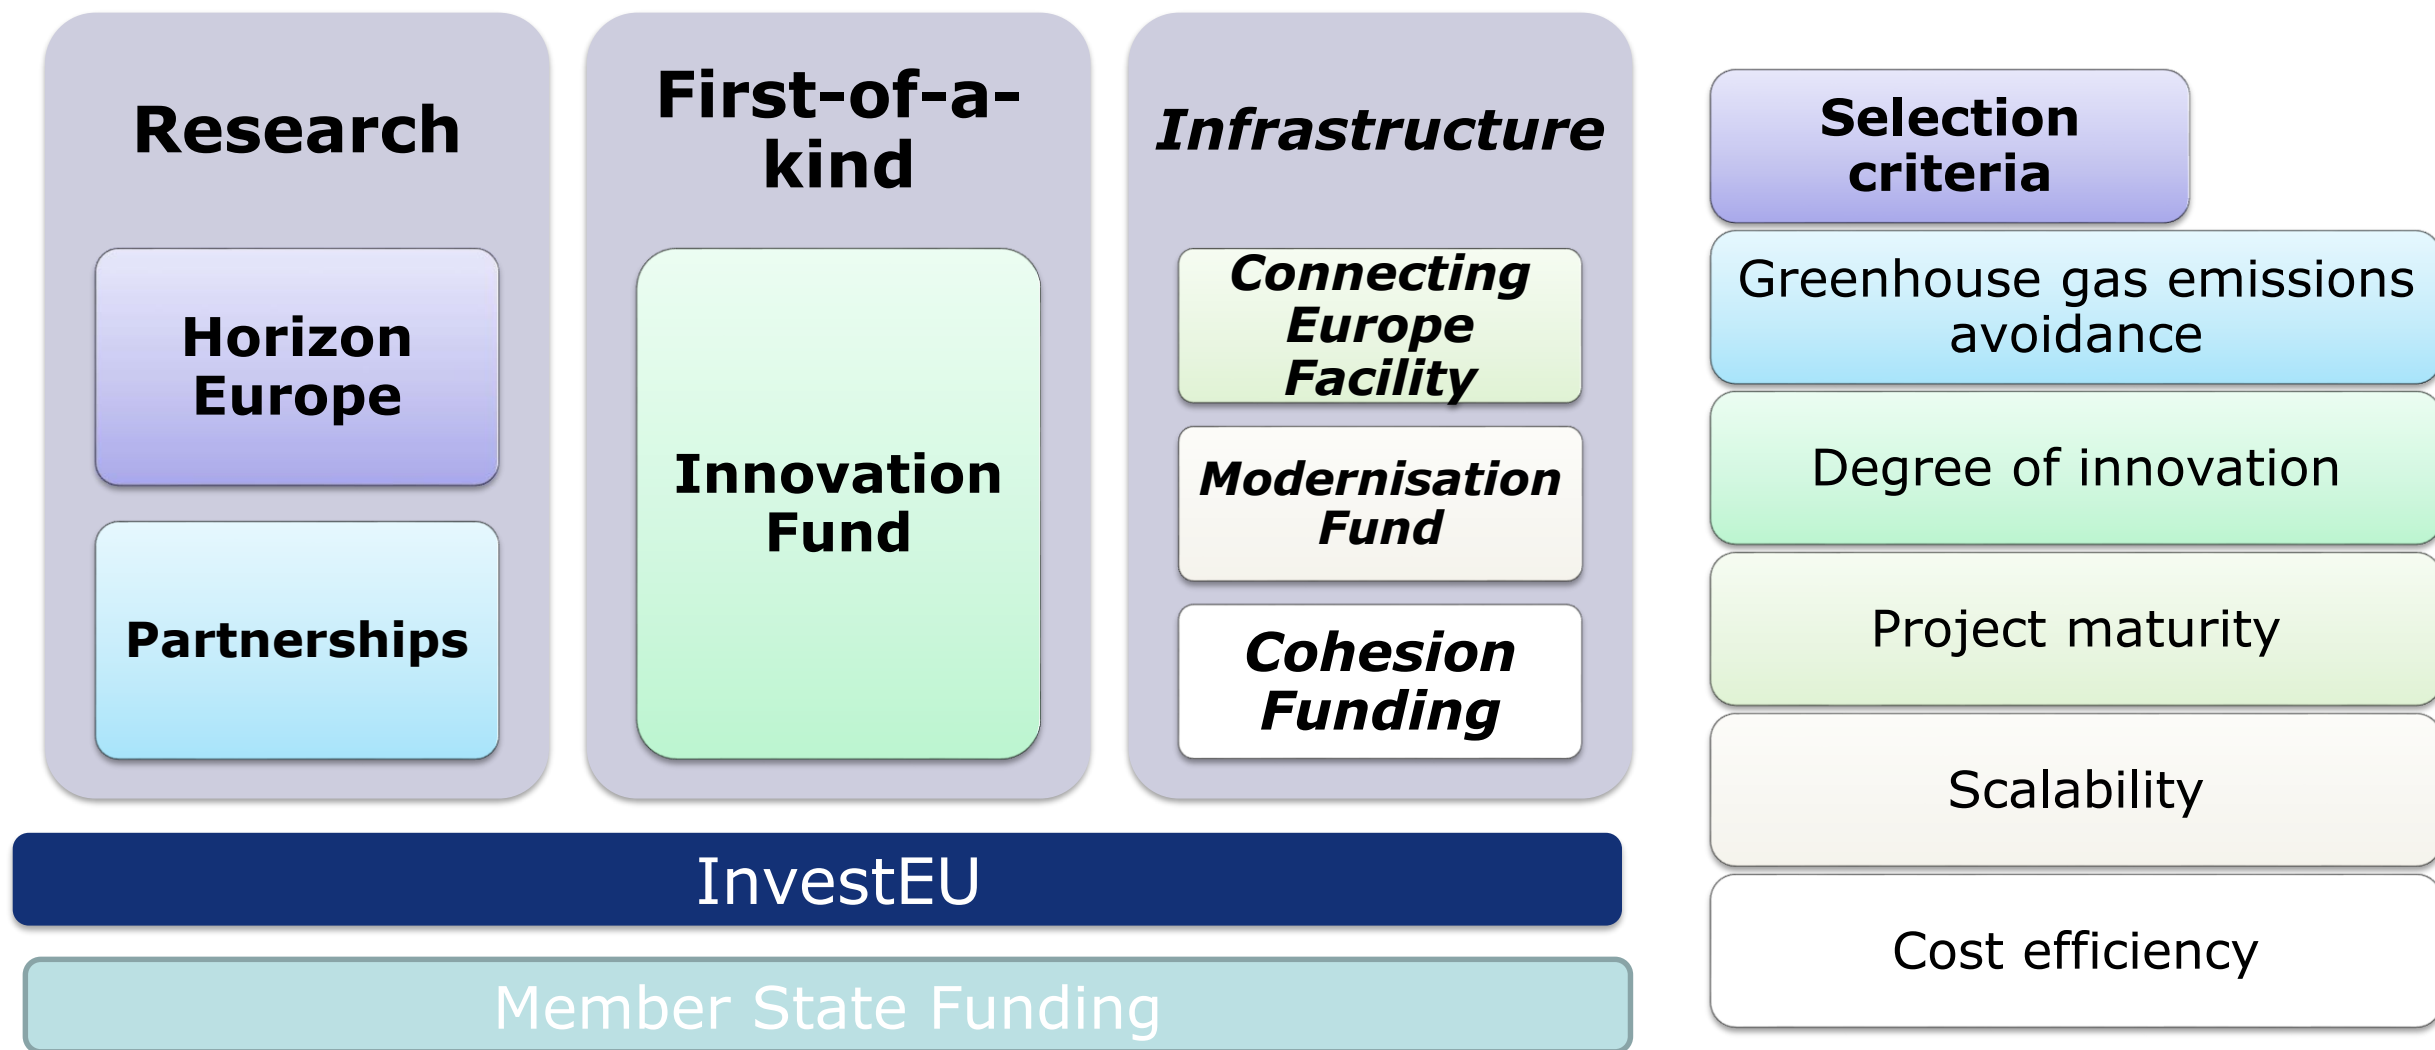 Research
Horizon
Europe
Partnerships
First-of-a-
kind
Innovation
Fund
Infrastructure
Connecting
Europe
Facility
Modernisation
Fund
Cohesion
Funding
InvestEU
Member State Funding
Selection
criteria
Greenhouse gas emissions
avoidance
Degree of innovation
Project maturity
Scalability
Cost efficiency